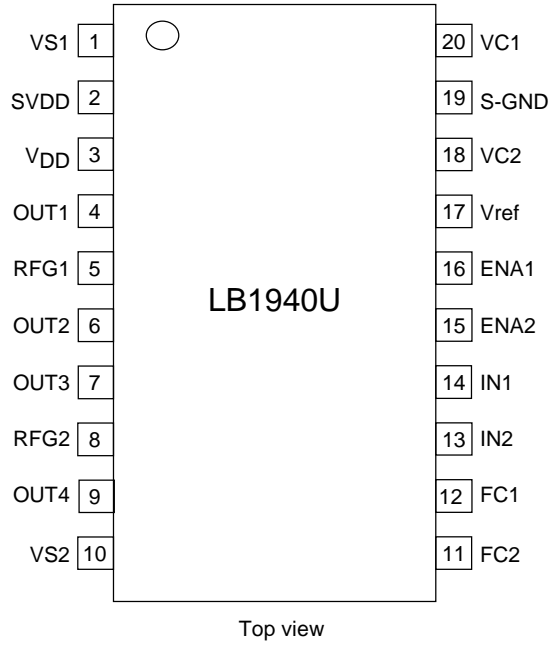 VS1 1 20 VC1
SVDD 2 19 S-GND
VDD 3 18 VC2
OUT1 4 17 Vref
RFG1 5 16 ENA1
LB1940U
OUT2 6 15 ENA2
OUT3 7 14 IN1
RFG2 8 13 IN2
OUT4 9 12 FC1
VS2 10 11 FC2
Top view